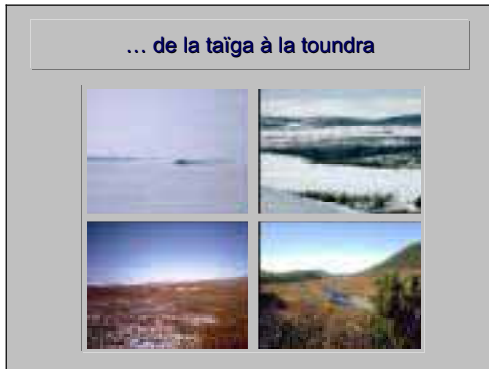 … de la taïga à la toundra